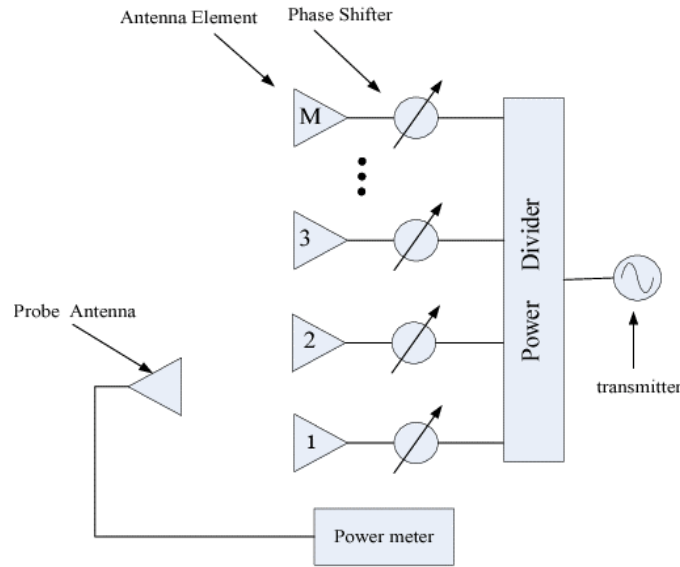 Antenna Element
Phase Shifter
M
3
2
1
Power Divider
Probe Antenna
transmitter
Power meter